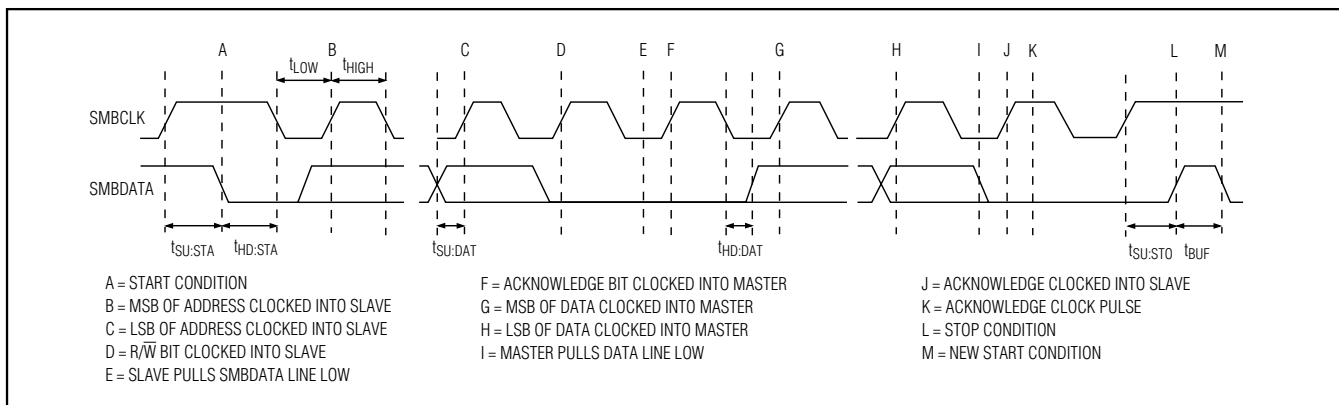 A B C D E F G H I J K L M
tLOW tHIGH
SMBCLK
SMBDATA
tSU:STA tHD:STA tSU:DAT tHD:DAT tSU:STO tBUF
A = START CONDITION
B = MSB OF ADDRESS CLOCKED INTO SLAVE
C = LSB OF ADDRESS CLOCKED INTO SLAVE
D = R/W̅ BIT CLOCKED INTO SLAVE
E = SLAVE PULLS SMBDATA LINE LOW
F = ACKNOWLEDGE BIT CLOCKED INTO MASTER
G = MSB OF DATA CLOCKED INTO MASTER
H = LSB OF DATA CLOCKED INTO MASTER
I = MASTER PULLS DATA LINE LOW
J = ACKNOWLEDGE CLOCKED INTO SLAVE
K = ACKNOWLEDGE CLOCK PULSE
L = STOP CONDITION
M = NEW START CONDITION